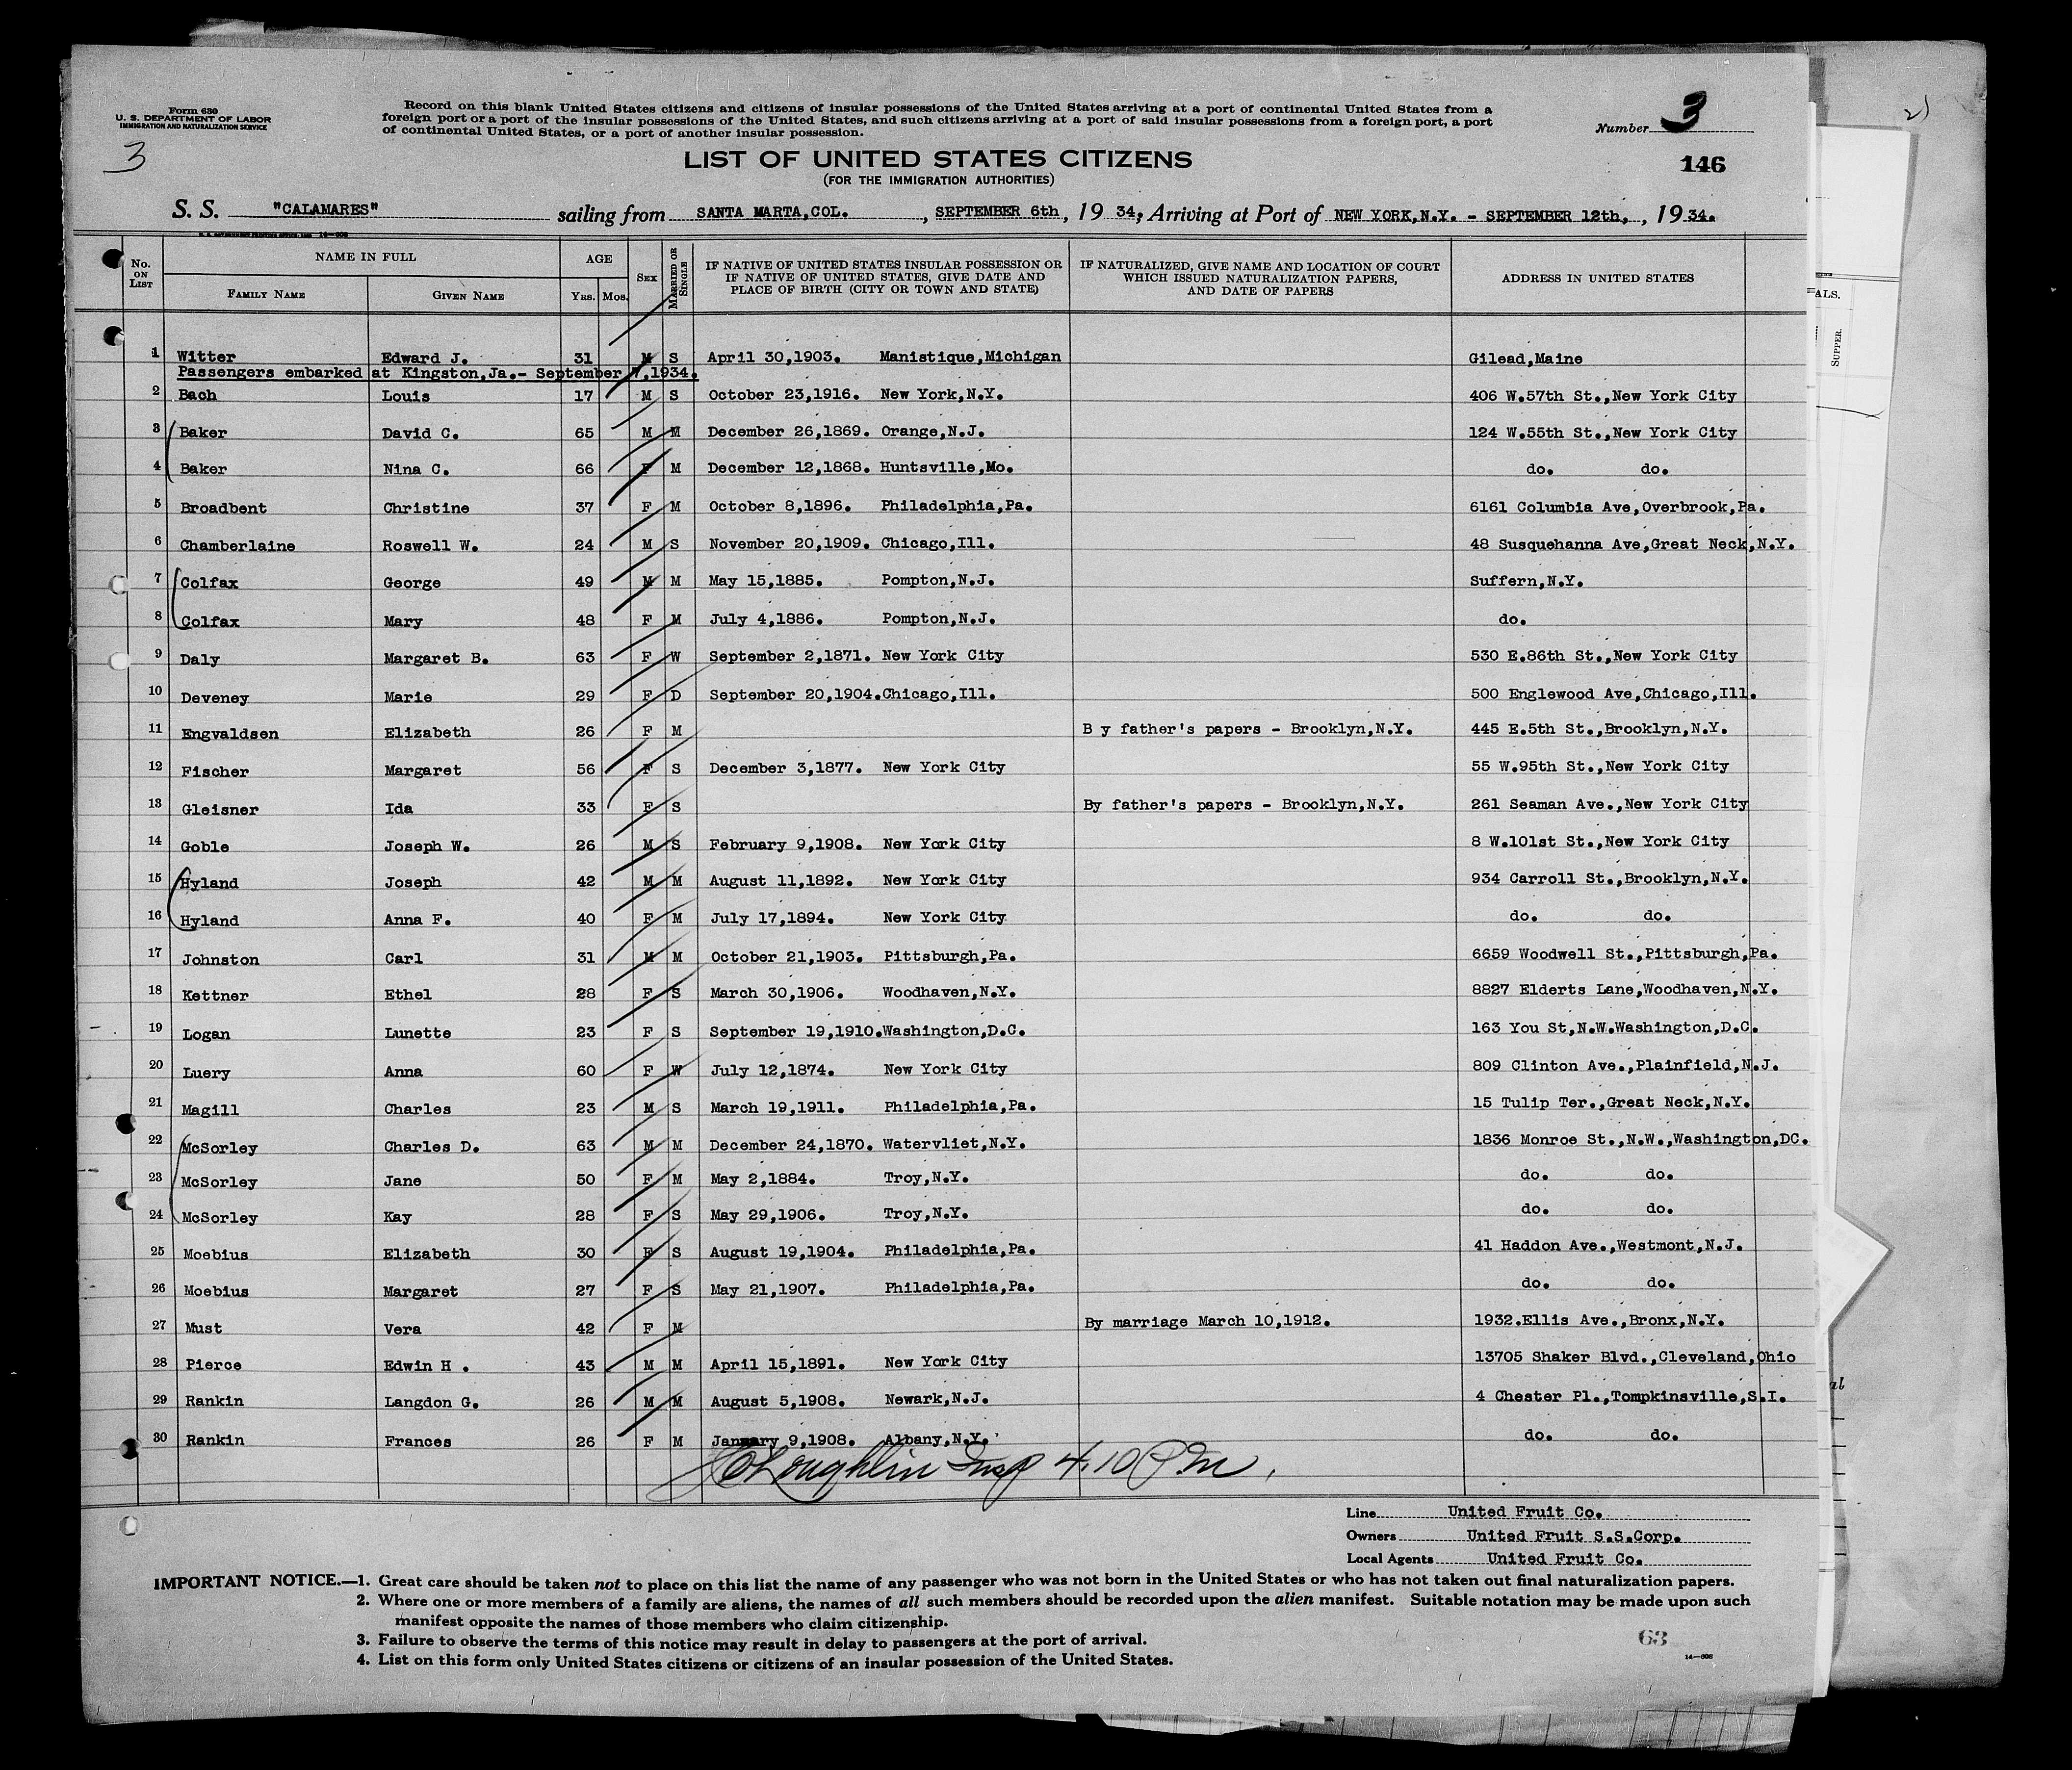 Form 630
U. S. DEPARTMENT OF LABOR
IMMIGRATION AND NATURALIZATION SERVICE
3
Record on this blank United States citizens and citizens of insular possessions of the United States arriving at a port of continental United States from a
foreign port or a port of the insular possessions of the United States, and such citizens arriving at a port of said insular possessions from a foreign port, a port
of continental United States, or a port of another insular possession.
Number 3
LIST OF UNITED STATES CITIZENS
(FOR THE IMMIGRATION AUTHORITIES)
146
S. S. "CALAMARES" sailing from SANTA MARTA,COL. , SEPTEMBER 6th , 19 34, Arriving at Port of NEW YORK,N.Y. - SEPTEMBER 12th, , 19 34.
No. ON LIST NAME IN FULL FAMILY NAME GIVEN NAME AGE YRS. MOS. SEX MARRIED OR SINGLE IF NATIVE OF UNITED STATES INSULAR POSSESSION OR IF NATIVE OF UNITED STATES, GIVE DATE AND PLACE OF BIRTH (CITY OR TOWN AND STATE) IF NATURALIZED, GIVE NAME AND LOCATION OF COURT WHICH ISSUED NATURALIZATION PAPERS, AND DATE OF PAPERS ADDRESS IN UNITED STATES
1 Witter Edward J. 31 M S April 30,1903. Manistique,Michigan Gilead,Maine
Passengers embarked at Kingston,Ja.- September 7,1934.
2 Bach Louis 17 M S October 23,1916. New York,N.Y. 406 W.57th St.,New York City
3 Baker David C. 65 M M December 26,1869. Orange,N.J. 124 W.55th St.,New York City
4 Baker Nina C. 66 F M December 12,1868. Huntsville,Mo. do. do.
5 Broadbent Christine 37 F M October 8,1896. Philadelphia,Pa. 6161 Columbia Ave,Overbrook,Pa.
6 Chamberlaine Roswell W. 24 M S November 20,1909. Chicago,Ill. 48 Susquehanna Ave,Great Neck,N.Y.
7 Colfax George 49 M M May 15,1885. Pompton,N.J. Suffern,N.Y.
8 Colfax Mary 48 F M July 4,1886. Pompton,N.J. do.
9 Daly Margaret B. 63 F W September 2,1871. New York City 530 E.86th St.,New York City
10 Deveney Marie 29 F D September 20,1904.Chicago,Ill. 500 Englewood Ave,Chicago,Ill.
11 Engvaldsen Elizabeth 26 F M B y father's papers - Brooklyn,N.Y. 445 E.5th St.,Brooklyn,N.Y.
12 Fischer Margaret 56 F S December 3,1877. New York City 55 W.95th St.,New York City
13 Gleisner Ida 33 F S By father's papers - Brooklyn,N.Y. 261 Seaman Ave.,New York City
14 Goble Joseph W. 26 M S February 9,1908. New York City 8 W.101st St.,New York City
15 Hyland Joseph 42 M M August 11,1892. New York City 934 Carroll St.,Brooklyn,N.Y.
16 Hyland Anna F. 40 F M July 17,1894. New York City do. do.
17 Johnston Carl 31 M M October 21,1903. Pittsburgh,Pa. 6659 Woodwell St.,Pittsburgh,Pa.
18 Kettner Ethel 28 F S March 30,1906. Woodhaven,N.Y. 8827 Elderts Lane,Woodhaven,N.Y.
19 Logan Lunette 23 F S September 19,1910.Washington,D.C. 163 You St,N.W.Washington,D.C.
20 Luery Anna 60 F W July 12,1874. New York City 809 Clinton Ave.,Plainfield,N.J.
21 Magill Charles 23 M S March 19,1911. Philadelphia,Pa. 15 Tulip Ter.,Great Neck,N.Y.
22 McSorley Charles D. 63 M M December 24,1870. Watervliet,N.Y. 1836 Monroe St.,N.W.,Washington,DC.
23 McSorley Jane 50 F M May 2,1884. Troy,N.Y. do. do.
24 McSorley Kay 28 F S May 29,1906. Troy,N.Y. do. do.
25 Moebius Elizabeth 30 F S August 19,1904. Philadelphia,Pa. 41 Haddon Ave.,Westmont,N.J.
26 Moebius Margaret 27 F S May 21,1907. Philadelphia,Pa. do. do.
27 Must Vera 42 F M By marriage March 10,1912. 1932.Ellis Ave.,Bronx,N.Y.
28 Pierce Edwin H . 43 M M April 15,1891. New York City 13705 Shaker Blvd.,Cleveland,Ohio
29 Rankin Langdon G. 26 M M August 5,1908. Newark,N.J. 4 Chester Pl.,Tompkinsville,S.I.
30 Rankin Frances 26 F M January 9,1908. Albany,N.Y. do. do.
Loughlin Insp 4.10 PM.
Line United Fruit Co.
Owners United Fruit S.S.Corp.
Local Agents United Fruit Co.
IMPORTANT NOTICE.—1. Great care should be taken not to place on this list the name of any passenger who was not born in the United States or who has not taken out final naturalization papers.
2. Where one or more members of a family are aliens, the names of all such members should be recorded upon the alien manifest. Suitable notation may be made upon such
manifest opposite the names of those members who claim citizenship.
3. Failure to observe the terms of this notice may result in delay to passengers at the port of arrival.
4. List on this form only United States citizens or citizens of an insular possession of the United States.
63
14—608
ALS.
SUPPER.
al